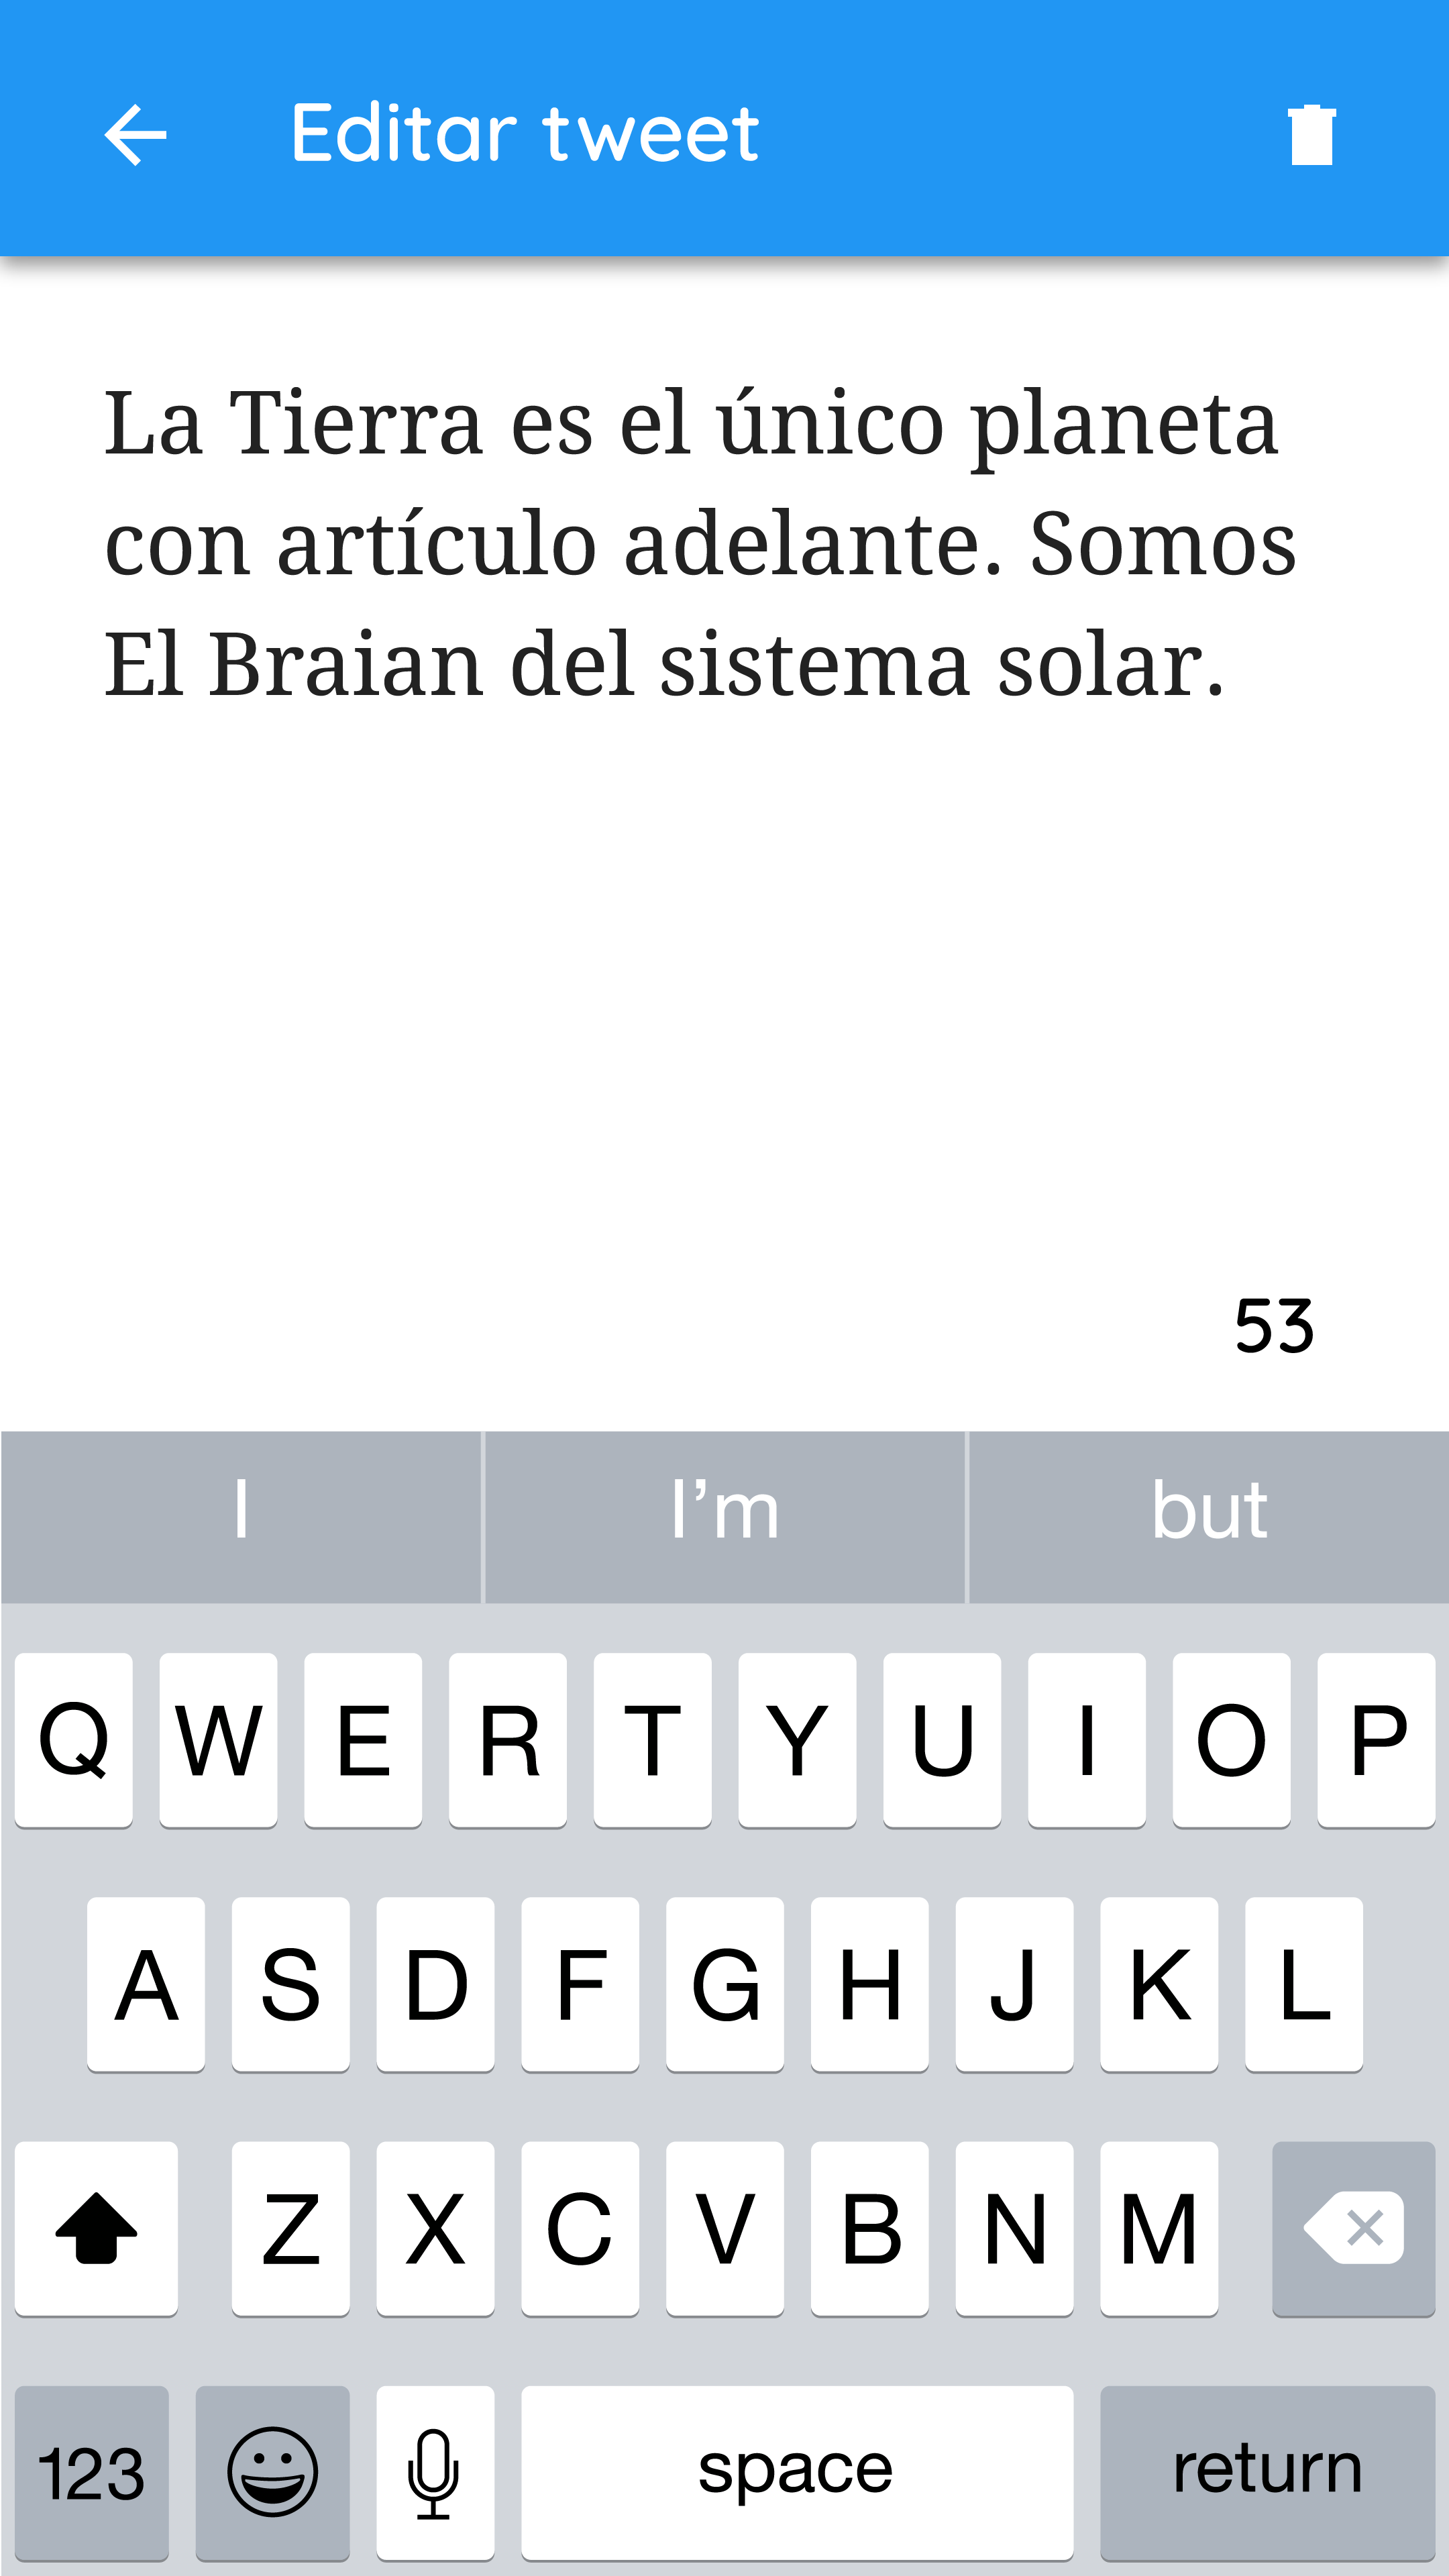 Editar tweet
La Tierra es el único planeta
con artículo adelante. Somos
El Braian del sistema solar.
53
I I’m but
Q W E R T Y U I O P
A S D F G H J K L
Z X C V B N M
123 space return